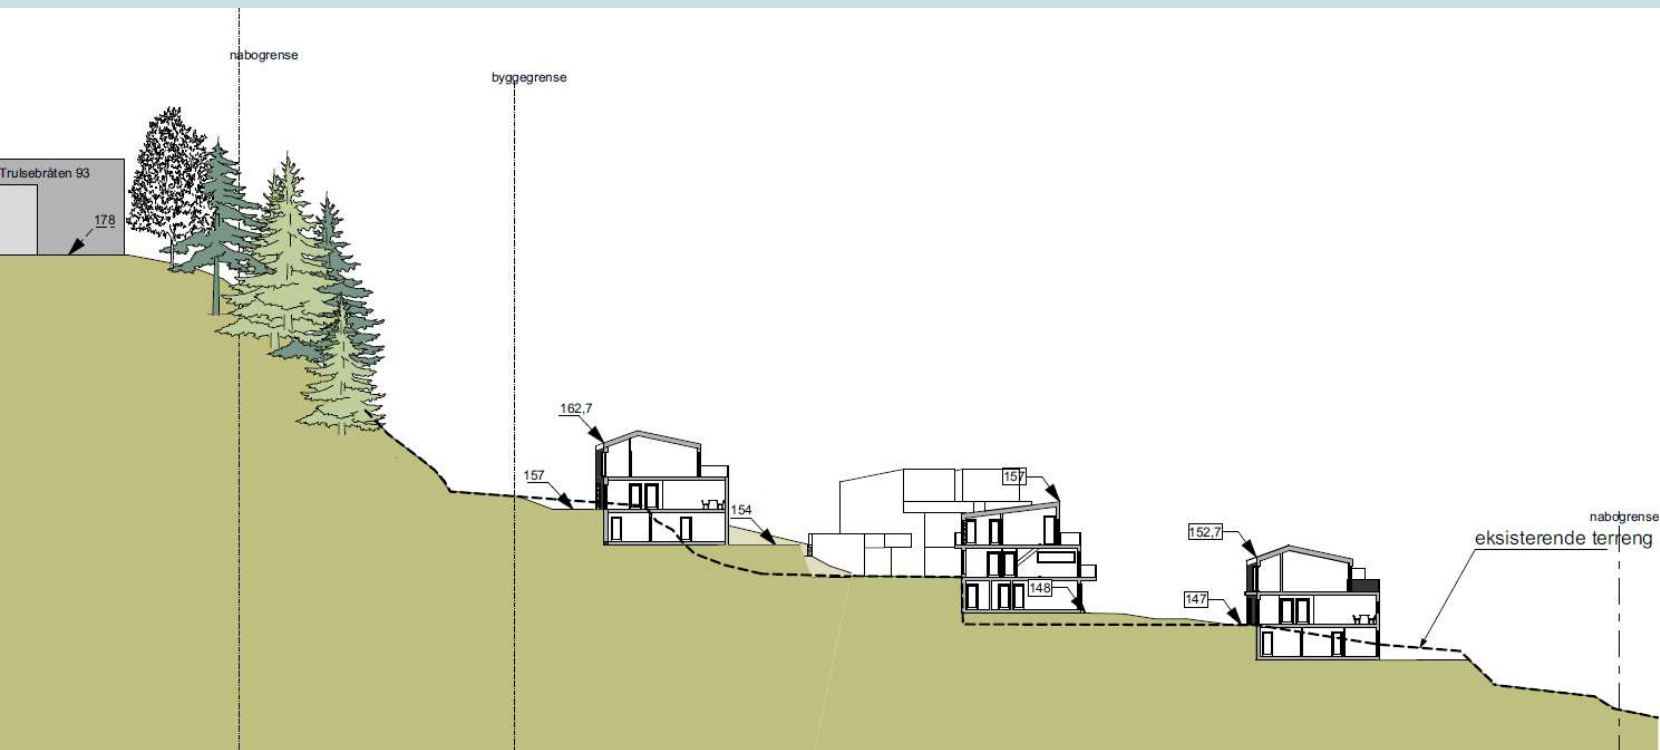 nabogrense
byggegrense
Trulsebråten 93
178
162,7
157
157
154
nabogrense
152,7
eksisterende terreng
148
147